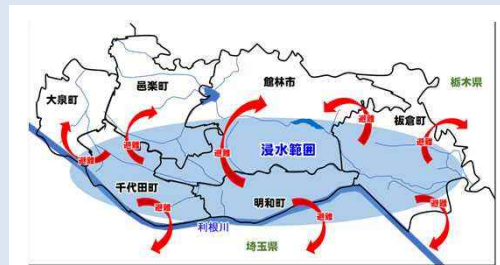 邑楽町
館林市
栃木県
大泉町
板倉町
避難
避難
避難
避難
避難
浸水範囲
千代田町
明和町
避難
避難
避難
利根川
埼玉県